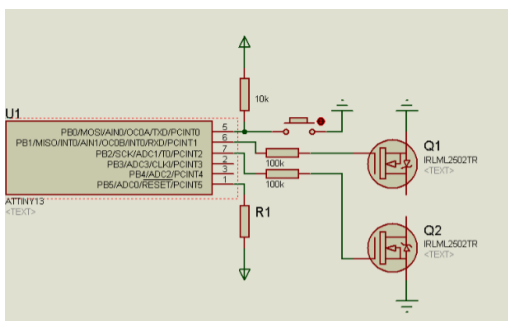 10k
U1
PB0/MOSI/AIN0/OC0A/TXD/PCINT0
5
PB1/MISO/INT0/AIN1/OC0B/INT0/RXD/PCINT1
6
PB2/SCK/ADC1/T0/PCINT2
7
PB3/ADC3/CLKI/PCINT3
2
PB4/ADC2/PCINT4
3
PB5/ADC0/RESET/PCINT5
1
ATTINY13
<TEXT>
100k
100k
R1
Q1
IRLML2502TR
<TEXT>
Q2
IRLML2502TR
<TEXT>